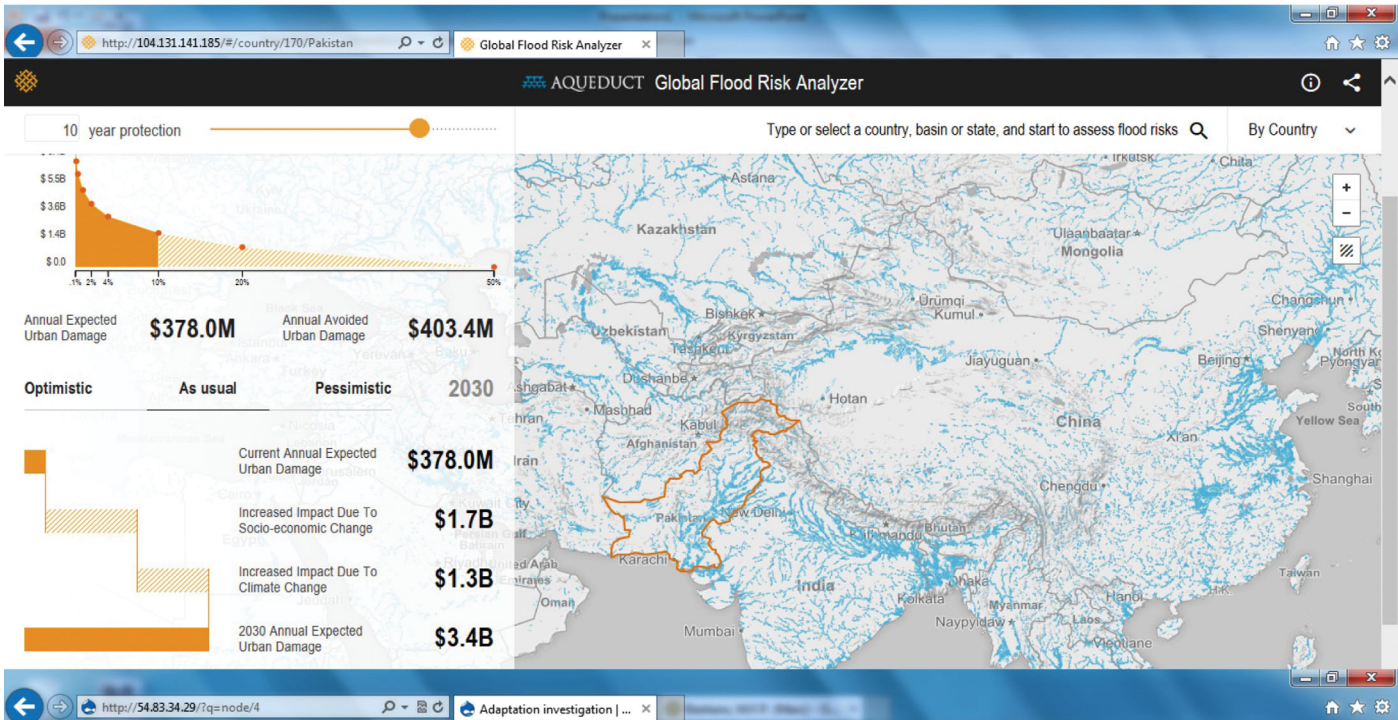 http://104.131.141.185/#/country/170/Pakistan
Global Flood Risk Analyzer
AQUEDUCT Global Flood Risk Analyzer
10 year protection
Type or select a country, basin or state, and start to assess flood risks
By Country
$ 5.5B
$ 3.6B
$ 1.4B
$ 0.0
.1% 2% 4% 10% 20% 50%
Annual Expected
Urban Damage
$378.0M
Annual Avoided
Urban Damage
$403.4M
Optimistic
As usual
Pessimistic
2030
Current Annual Expected
Urban Damage
$378.0M
Increased Impact Due To
Socio-economic Change
$1.7B
Increased Impact Due To
Climate Change
$1.3B
2030 Annual Expected
Urban Damage
$3.4B
+
−
Irkutsk
Chita
Astana
Kazakhstan
Ulaanbaatar
Mongolia
Ürümqi
Kumul
Changchun
Bishkek
Uzbekistan
Kyrgyzstan
Tashkent
Shenyang
Jiayuguan
Beijing
Pyongyang
Dushanbe
Hotan
Mashhad
Kabul
Afghanistan
China
Xi'an
Yellow Sea
Iran
Chengdu
Shanghai
Pakistan
New Delhi
Kathmandu
Bhutan
Karachi
Taiwan
India
Dhaka
Kolkata
Myanmar
Hanoi
H.K.
Oman
Mumbai
Naypyidaw
Laos
Vientiane
http://54.83.34.29/?q=node/4
Adaptation investigation | ...